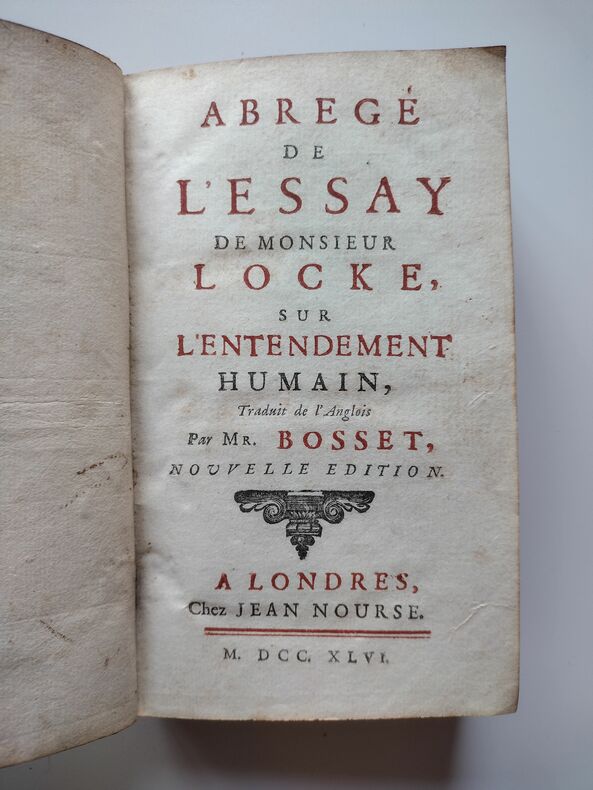 ABREGÉ
DE
L'ESSAY
DE MONSIEUR
LOCKE,
SUR
L'ENTENDEMENT
HUMAIN,
Traduit de l'Anglois
Par MR. BOSSET,
NOUVELLE EDITION.
A LONDRES,
Chez JEAN NOURSE.
M. DCC. XLVI.